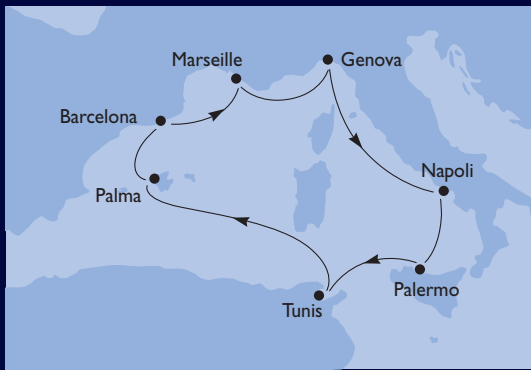 Marseille
Genova
Barcelona
Napoli
Palma
Palermo
Tunis